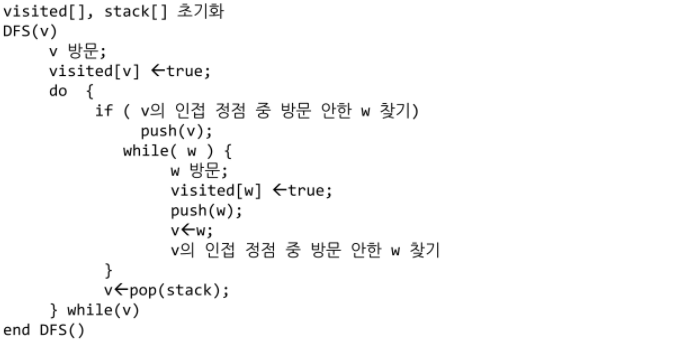 visited[], stack[] 초기화
DFS(v)
v 방문;
visited[v] ←true;
do {
if ( v의 인접 정점 중 방문 안한 w 찾기)
push(v);
while( w ) {
w 방문;
visited[w] ←true;
push(w);
v←w;
v의 인접 정점 중 방문 안한 w 찾기
}
v←pop(stack);
} while(v)
end DFS()